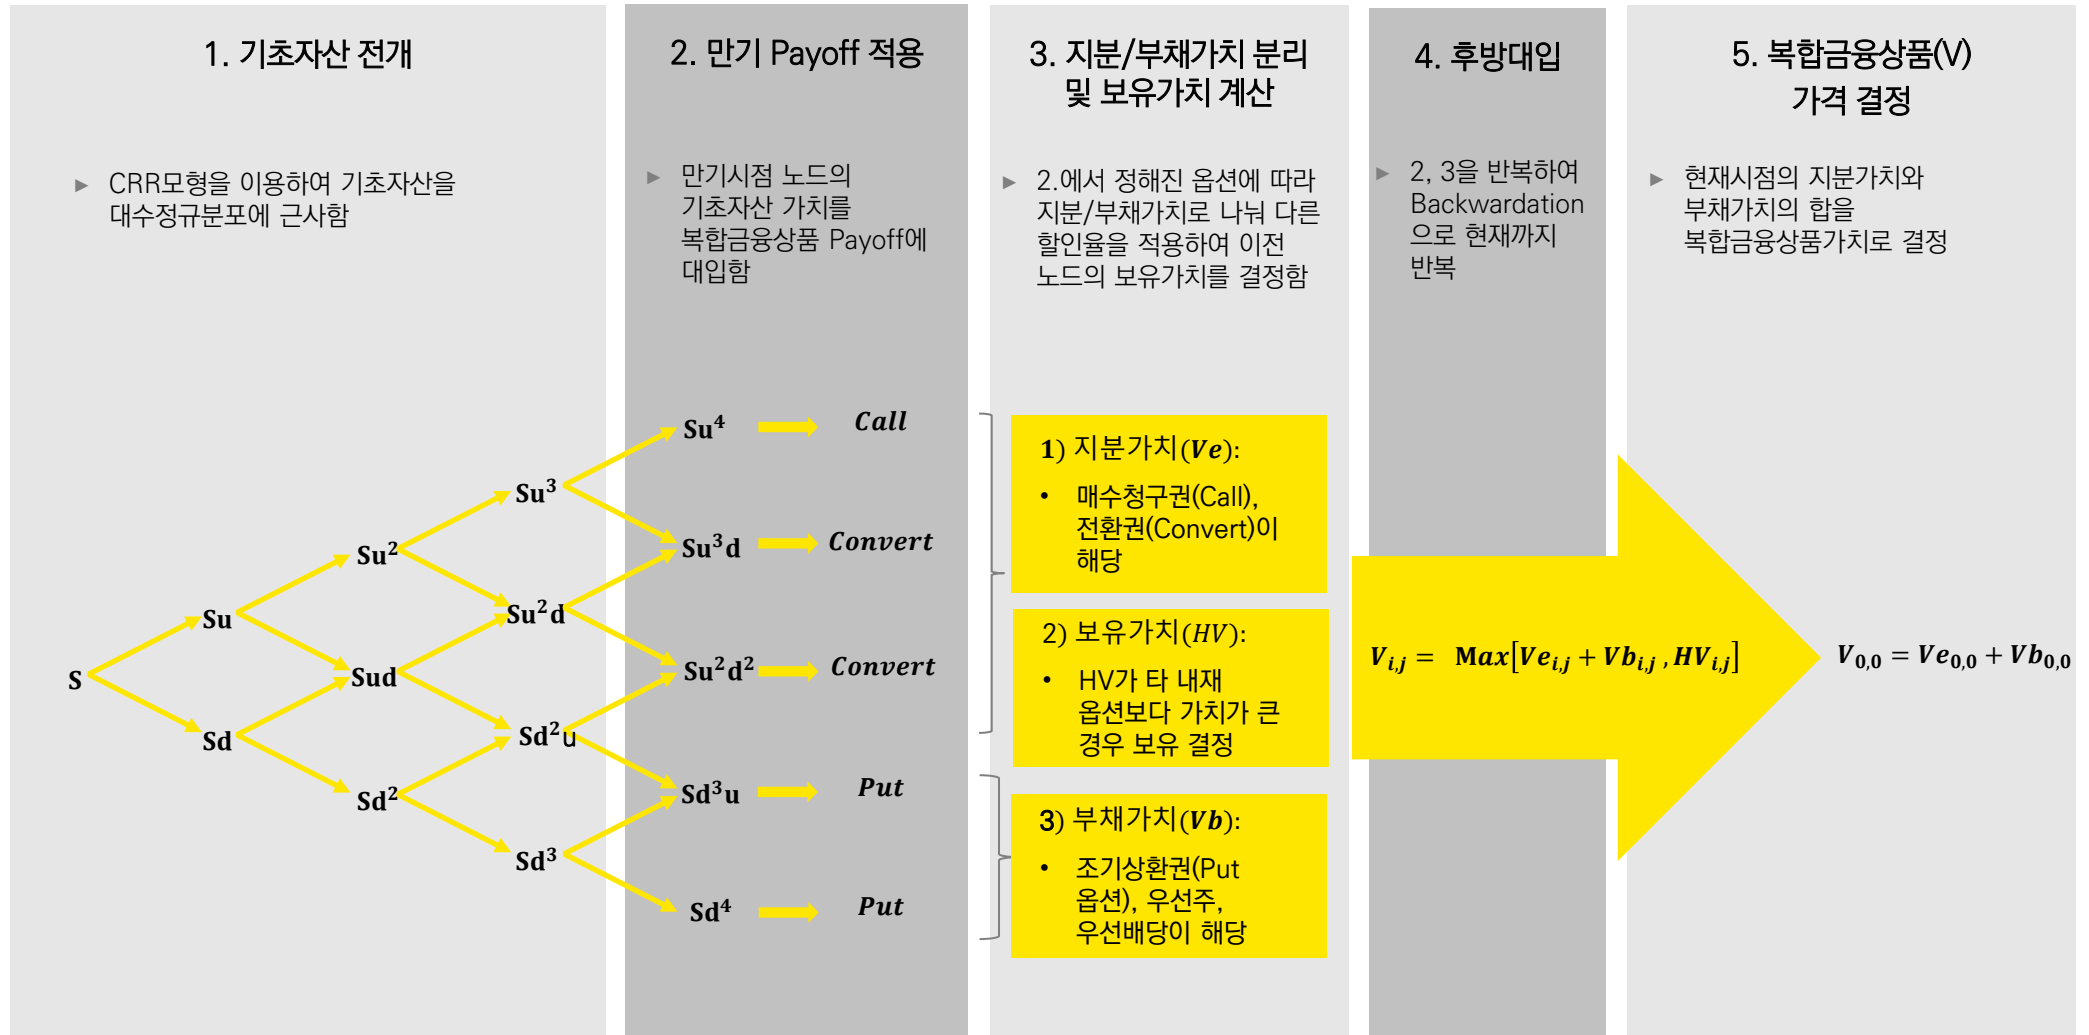 1. 기초자산 전개
► CRR모형을 이용하여 기초자산을
대수정규분포에 근사함
S
Su
Sd
Su²
Sud
Sd²
Su³
Su²d
Sd²u
Sd³
2. 만기 Payoff 적용
► 만기시점 노드의
기초자산 가치를
복합금융상품 Payoff에
대입함
Su⁴ Call
Su³d Convert
Su²d² Convert
Sd³u Put
Sd⁴ Put
3. 지분/부채가치 분리
및 보유가치 계산
► 2.에서 정해진 옵션에 따라
지분/부채가치로 나눠 다른
할인율을 적용하여 이전
노드의 보유가치를 결정함
1) 지분가치(Ve):
• 매수청구권(Call),
전환권(Convert)이
해당
2) 보유가치(HV):
• HV가 타 내재
옵션보다 가치가 큰
경우 보유 결정
3) 부채가치(Vb):
• 조기상환권(Put
옵션), 우선주,
우선배당이 해당
4. 후방대입
► 2, 3을 반복하여
Backwardation
으로 현재까지
반복
V_{i,j} = Max[Ve_{i,j} + Vb_{i,j} , HV_{i,j}]
5. 복합금융상품(V)
가격 결정
► 현재시점의 지분가치와
부채가치의 합을
복합금융상품가치로 결정
V_{0,0} = Ve_{0,0} + Vb_{0,0}